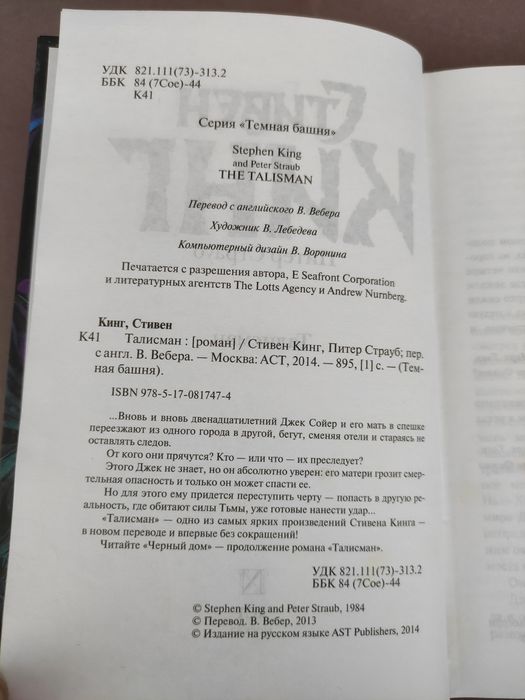 УДК 821.111(73)-313.2
ББК 84 (7Сое)-44
К41
Серия «Темная башня»
Stephen King
and Peter Straub
THE TALISMAN
Перевод с английского В. Вебера
Художник В. Лебедева
Компьютерный дизайн В. Воронина
Печатается с разрешения автора, E Seafront Corporation
и литературных агентств The Lotts Agency и Andrew Nurnberg.
Кинг, Стивен
К41 Талисман : [роман] / Стивен Кинг, Питер Страуб; пер.
с англ. В. Вебера. — Москва: АСТ, 2014. — 895, [1] с. — (Тем-
ная башня).
ISBN 978-5-17-081747-4
...Вновь и вновь двенадцатилетний Джек Сойер и его мать в спешке
переезжают из одного города в другой, бегут, сменяя отели и стараясь не
оставлять следов.
От кого они прячутся? Кто — или что — их преследует?
Этого Джек не знает, но он абсолютно уверен: его матери грозит смер-
тельная опасность и только он может спасти ее.
Но для этого ему придется переступить черту — попасть в другую ре-
альность, где обитают силы Тьмы, уже готовые нанести удар...
«Талисман» — одно из самых ярких произведений Стивена Кинга —
в новом переводе и впервые без сокращений!
Читайте «Черный дом» — продолжение романа «Талисман».
УДК 821.111(73)-313.2
ББК 84 (7Сое)-44
© Stephen King and Peter Straub, 1984
© Перевод. В. Вебер, 2013
© Издание на русском языке AST Publishers, 2014